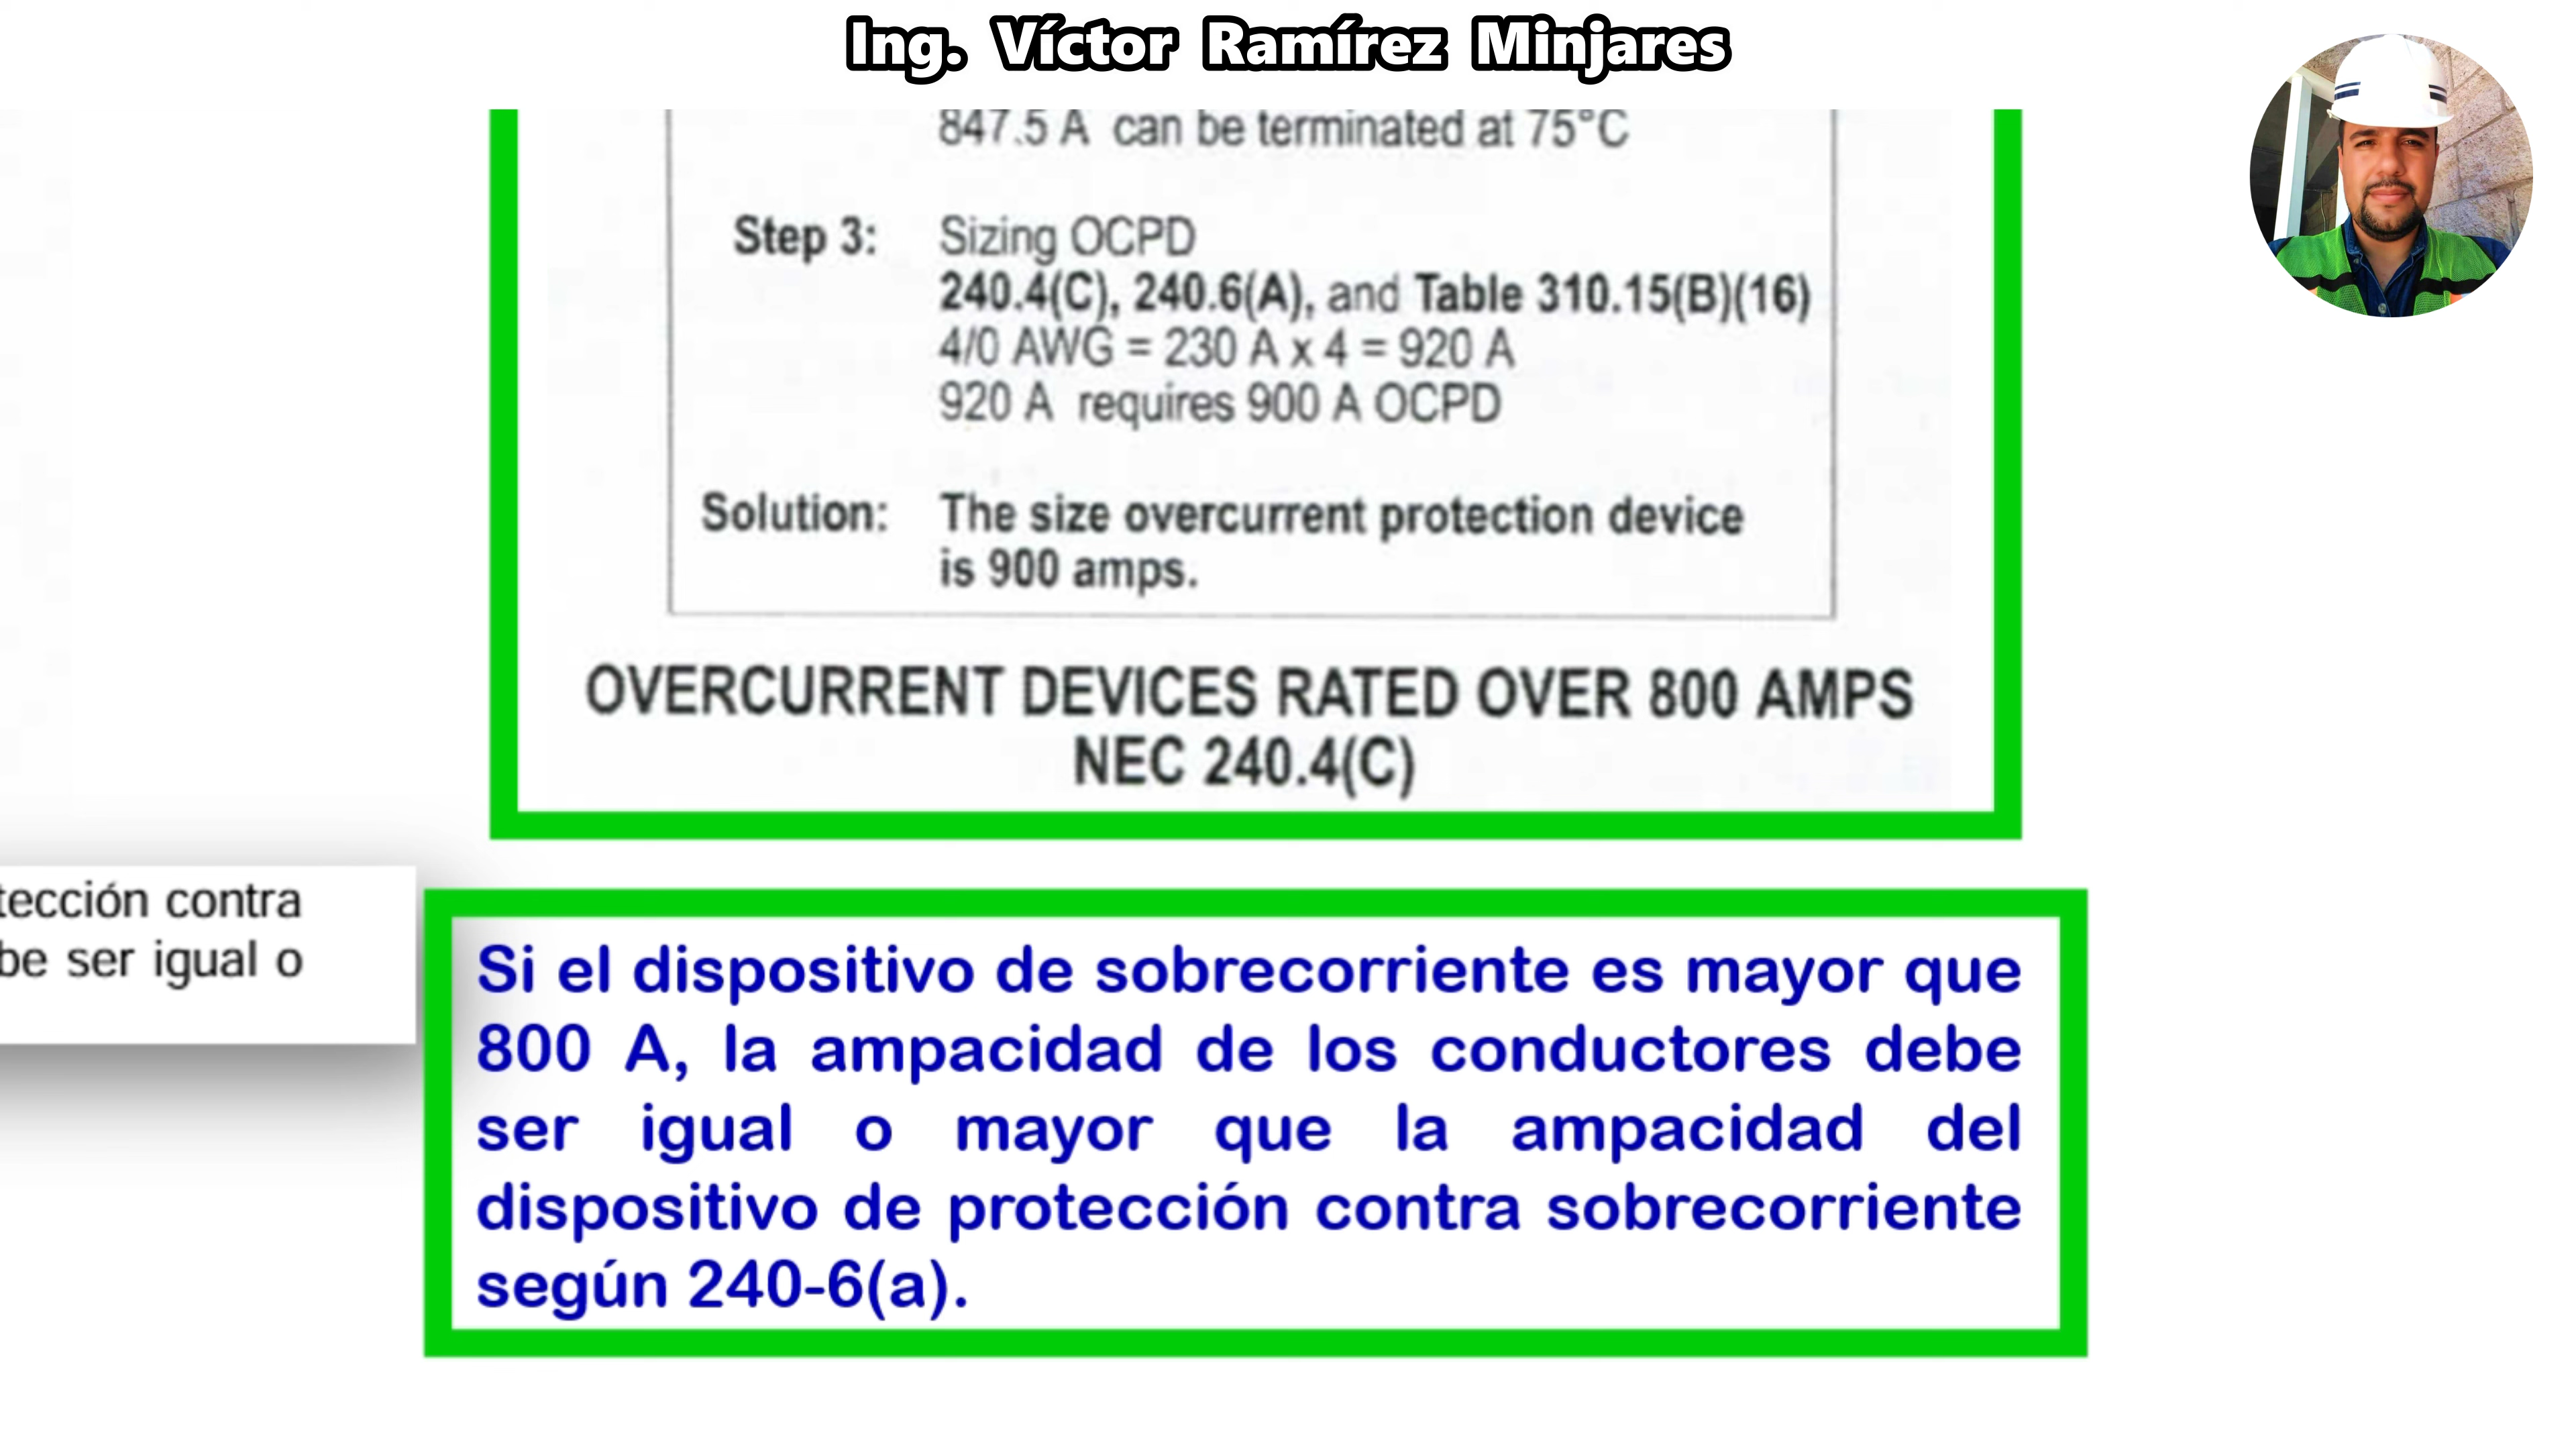 Ing. Víctor Ramírez Minjares
847.5 A can be terminated at 75°C
Step 3: Sizing OCPD
240.4(C), 240.6(A), and Table 310.15(B)(16)
4/0 AWG = 230 A x 4 = 920 A
920 A requires 900 A OCPD
Solution: The size overcurrent protection device
is 900 amps.
OVERCURRENT DEVICES RATED OVER 800 AMPS
NEC 240.4(C)
tección contra
be ser igual o
Si el dispositivo de sobrecorriente es mayor que
800 A, la ampacidad de los conductores debe
ser igual o mayor que la ampacidad del
dispositivo de protección contra sobrecorriente
según 240-6(a).